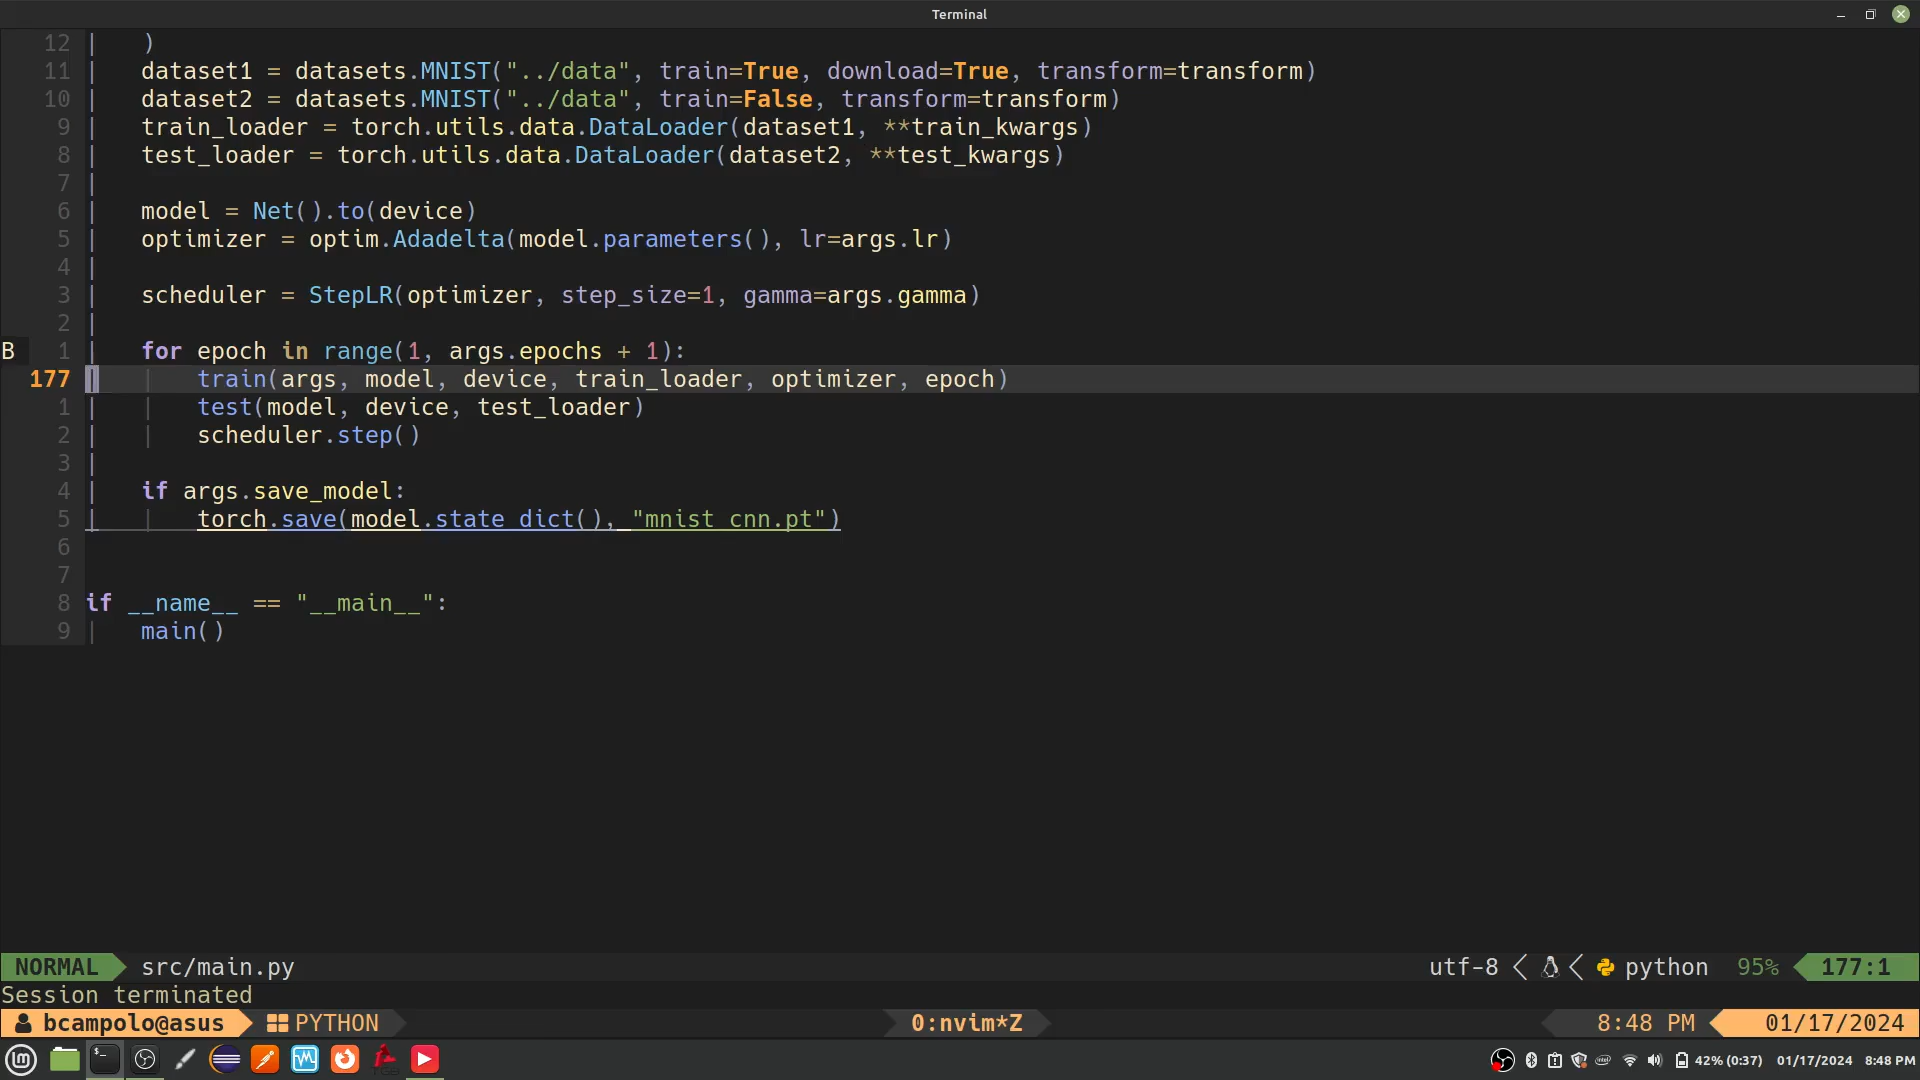 Terminal
12 )
11 dataset1 = datasets.MNIST("../data", train=True, download=True, transform=transform)
10 dataset2 = datasets.MNIST("../data", train=False, transform=transform)
9 train_loader = torch.utils.data.DataLoader(dataset1, **train_kwargs)
8 test_loader = torch.utils.data.DataLoader(dataset2, **test_kwargs)
7
6 model = Net().to(device)
5 optimizer = optim.Adadelta(model.parameters(), lr=args.lr)
4
3 scheduler = StepLR(optimizer, step_size=1, gamma=args.gamma)
2
B 1 for epoch in range(1, args.epochs + 1):
177 train(args, model, device, train_loader, optimizer, epoch)
1 test(model, device, test_loader)
2 scheduler.step()
3
4 if args.save_model:
5 torch.save(model.state_dict(), "mnist_cnn.pt")
6
7
8 if __name__ == "__main__":
9 main()
NORMAL src/main.py utf-8 python 95% 177:1
Session terminated
bcampolo@asus PYTHON 0:nvim*Z 8:48 PM 01/17/2024
42% (0:37) 01/17/2024 8:48 PM